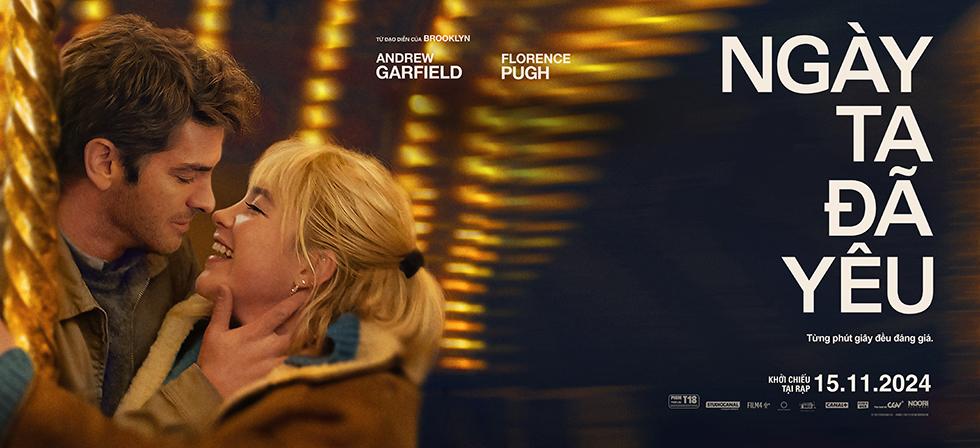 TỪ ĐẠO DIỄN CỦA BROOKLYN
ANDREW GARFIELD
FLORENCE PUGH
NGÀY
TA
ĐÃ
YÊU
Từng phút giây đều đáng giá.
KHỞI CHIẾU
TẠI RẠP 15.11.2024
T18
STUDIOCANAL
FILM4
CANAL+
CGV